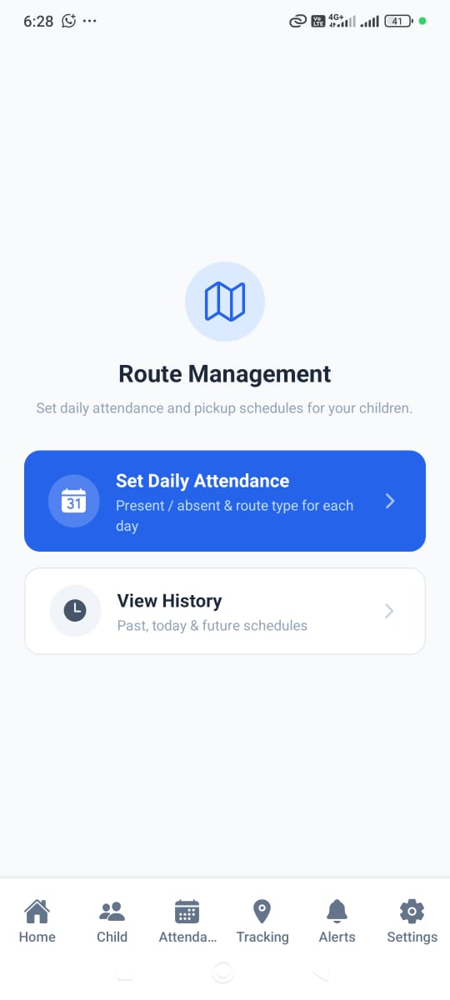 6:28
Vo LTE 4G+ 41
Route Management
Set daily attendance and pickup schedules for your children.
31
Set Daily Attendance
Present / absent & route type for each
day
View History
Past, today & future schedules
Home Child Attenda... Tracking Alerts Settings